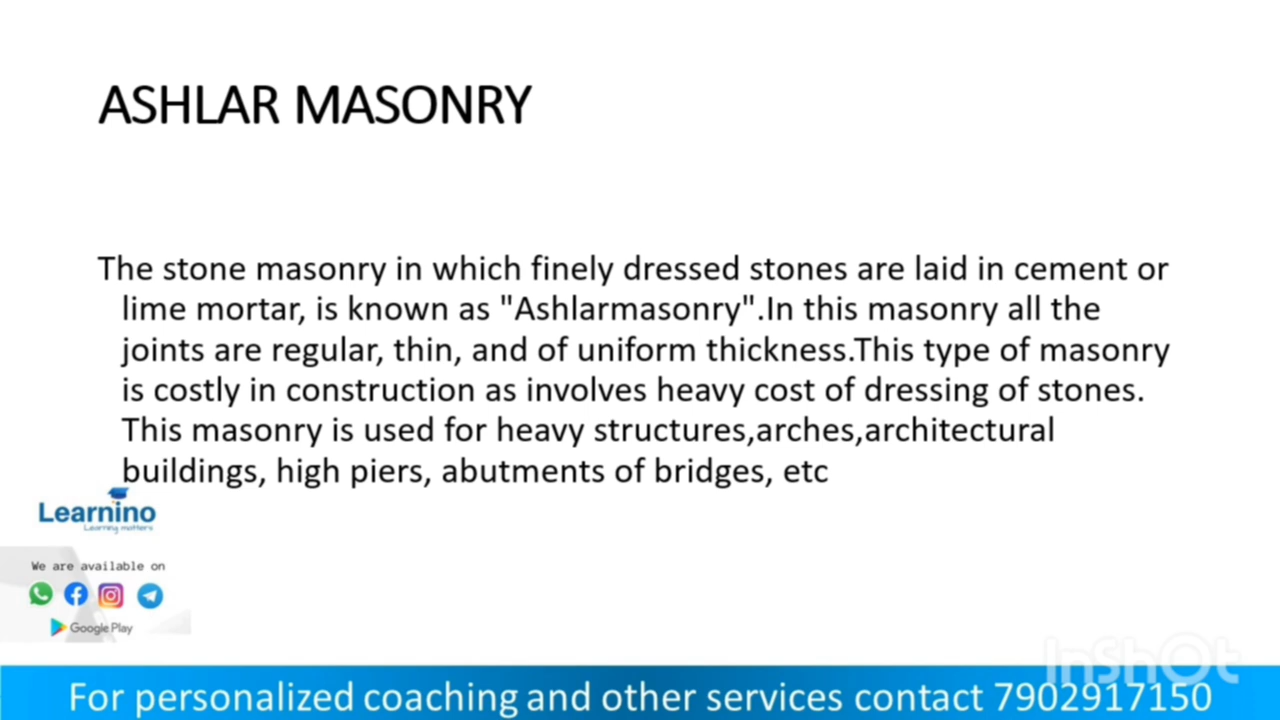 ASHLAR MASONRY
The stone masonry in which finely dressed stones are laid in cement or
lime mortar, is known as "Ashlarmasonry".In this masonry all the
joints are regular, thin, and of uniform thickness.This type of masonry
is costly in construction as involves heavy cost of dressing of stones.
This masonry is used for heavy structures,arches,architectural
buildings, high piers, abutments of bridges, etc
Learnino
Learning matters
We are available on
Google Play
InShOt
For personalized coaching and other services contact 7902917150